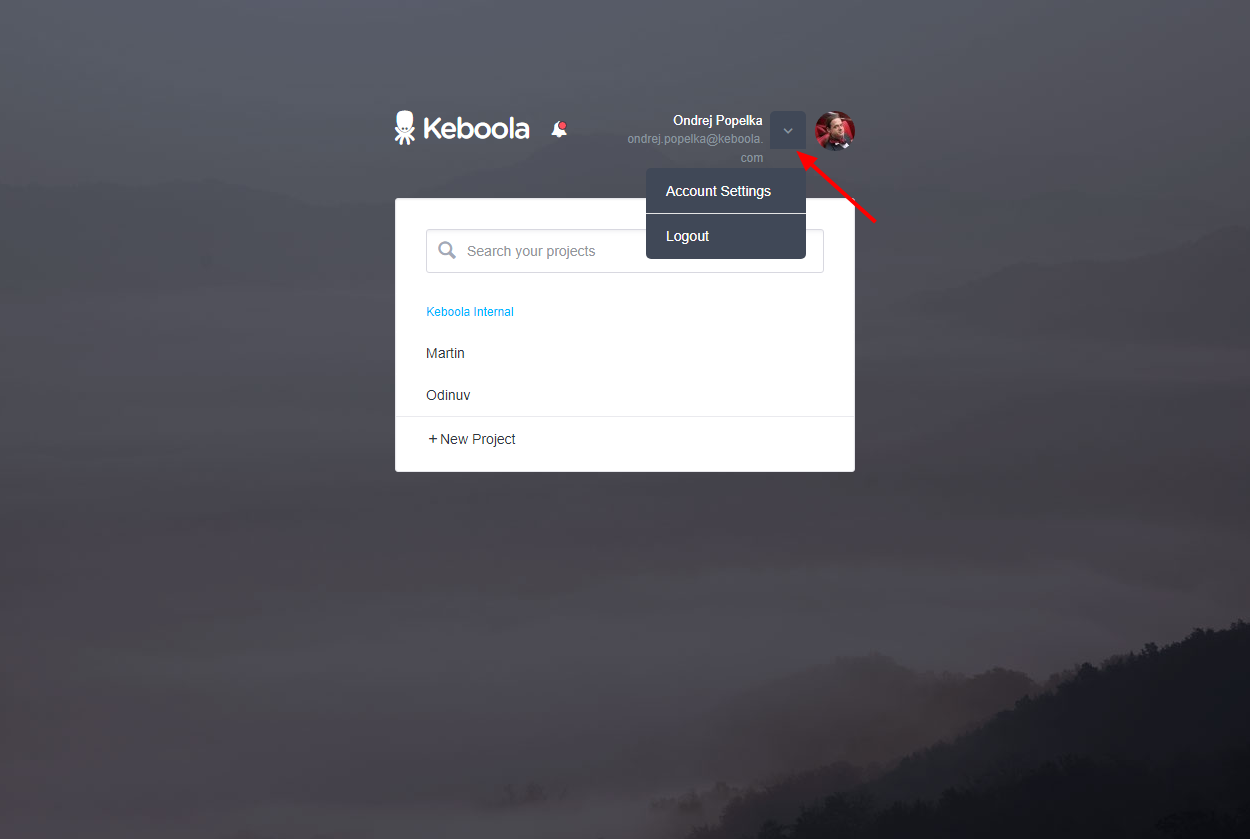 Keboola
Ondrej Popelka
ondrej.popelka@keboola.
com
Account Settings
Logout
Search your projects
Keboola Internal
Martin
Odinuv
+ New Project